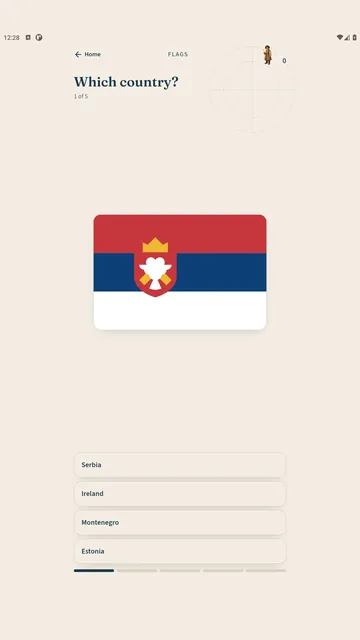 12:28
Home
FLAGS
0
Which country?
1 of 5
Serbia
Ireland
Montenegro
Estonia